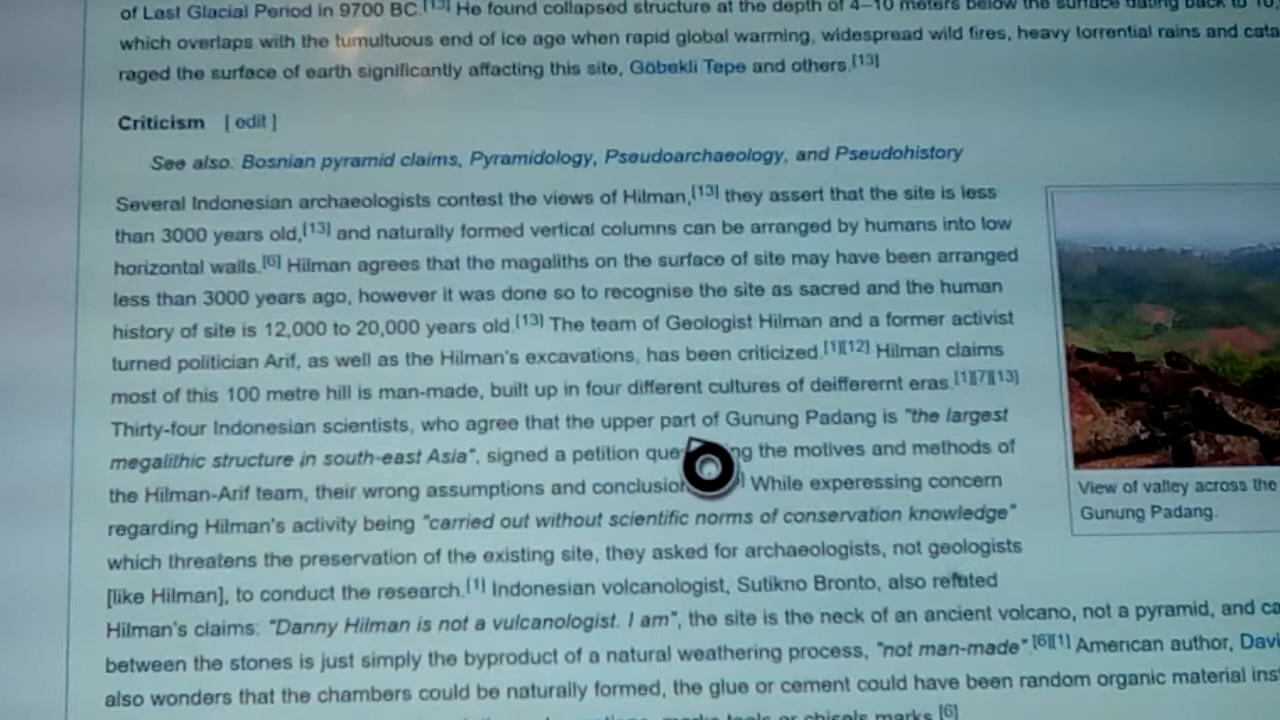 of Last Glacial Period in 9700 BC.[13] He found collapsed structure at the depth of 4–10 meters below the surface dating back to 10,
which overlaps with the tumultuous end of ice age when rapid global warming, widespread wild fires, heavy torrential rains and cata
raged the surface of earth significantly affacting this site, Göbekli Tepe and others.[13]
Criticism [ edit ]
See also: Bosnian pyramid claims, Pyramidology, Pseudoarchaeology, and Pseudohistory
Several Indonesian archaeologists contest the views of Hilman,[13] they assert that the site is less
than 3000 years old,[13] and naturally formed vertical columns can be arranged by humans into low
horizontal walls.[6] Hilman agrees that the magaliths on the surface of site may have been arranged
less than 3000 years ago, however it was done so to recognise the site as sacred and the human
history of site is 12,000 to 20,000 years old.[13] The team of Geologist Hilman and a former activist
turned politician Arif, as well as the Hilman's excavations, has been criticized.[1][12] Hilman claims
most of this 100 metre hill is man-made, built up in four different cultures of deifferernt eras.[1][7][13]
Thirty-four Indonesian scientists, who agree that the upper part of Gunung Padang is "the largest
megalithic structure in south-east Asia", signed a petition que ng the motives and methods of
the Hilman-Arif team, their wrong assumptions and conclusion ] While experessing concern
regarding Hilman's activity being "carried out without scientific norms of conservation knowledge"
which threatens the preservation of the existing site, they asked for archaeologists, not geologists
[like Hilman], to conduct the research.[1] Indonesian volcanologist, Sutikno Bronto, also refuted
Hilman's claims: "Danny Hilman is not a vulcanologist. I am", the site is the neck of an ancient volcano, not a pyramid, and ca
between the stones is just simply the byproduct of a natural weathering process, "not man-made".[6][1] American author, Davi
also wonders that the chambers could be naturally formed, the glue or cement could have been random organic material ins
marks tools or chisels marks.[6]
View of valley across the
Gunung Padang.